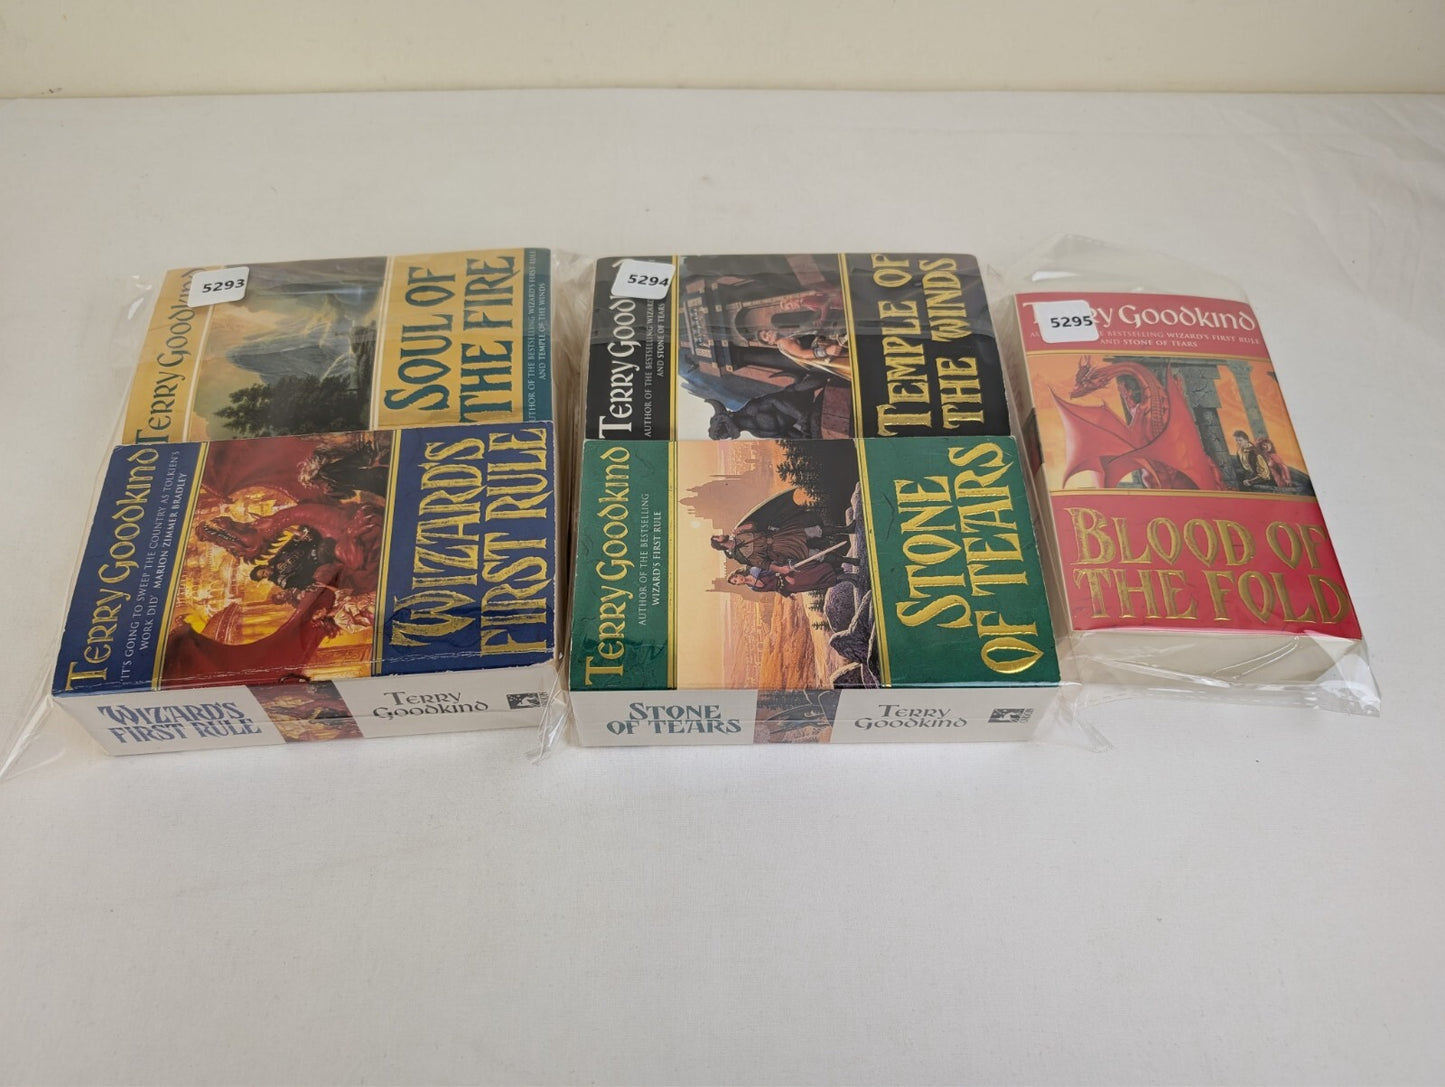 5293
TERRY GOODKIND
SOUL OF
THE FIRE
AUTHOR OF THE BESTSELLING WIZARD'S FIRST RULE
AND TEMPLE OF THE WINDS
TERRY GOODKIND
'IT'S GOING TO SWEEP THE COUNTRY AS TOLKIEN'S
WORK DID' MARION ZIMMER BRADLEY
WIZARD'S
FIRST RULE
WIZARD'S
FIRST RULE
TERRY
GOODKIND
ORION
5294
TERRY GOOD
AUTHOR OF THE BESTSELLING WIZARD
AND STONE OF TEARS
TEMPLE OF
THE WINDS
TERRY GOODKIND
AUTHOR OF THE BESTSELLING
WIZARD'S FIRST RULE
STONE
OF TEARS
STONE
OF TEARS
TERRY
GOODKIND
ORION
5295
TERRY GOODKIND
BESTSELLING WIZARD'S FIRST RULE
AND STONE OF TEARS
BLOOD OF
THE FOLD